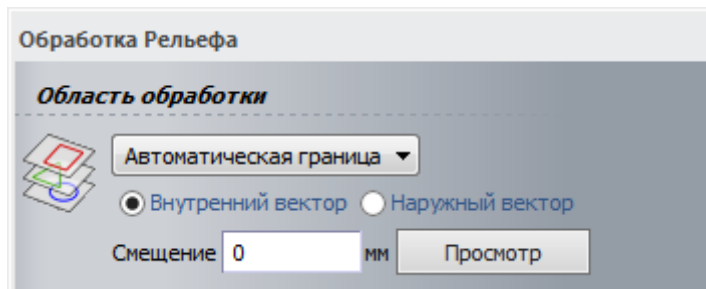 Обработка Рельефа
Область обработки
Автоматическая граница
Внутренний вектор Наружный вектор
Смещение 0 мм Просмотр